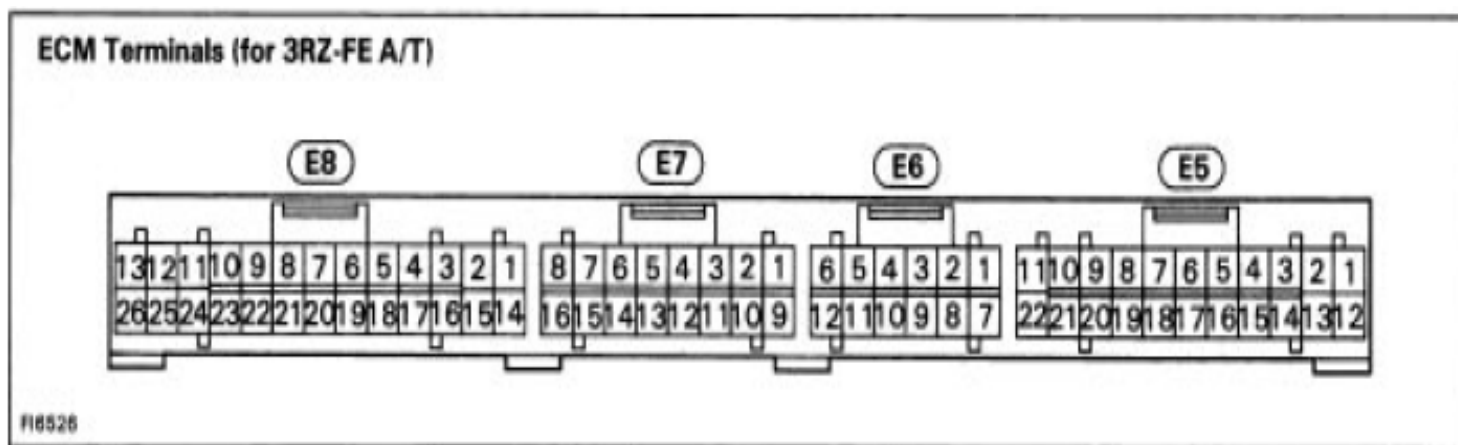 ECM Terminals (for 3RZ-FE A/T)
E8 E7 E6 E5
13 12 11 10 9 8 7 6 5 4 3 2 1 8 7 6 5 4 3 2 1 6 5 4 3 2 1 11 10 9 8 7 6 5 4 3 2 1
26 25 24 23 22 21 20 19 18 17 16 15 14 16 15 14 13 12 11 10 9 12 11 10 9 8 7 22 21 20 19 18 17 16 15 14 13 12
FI6526